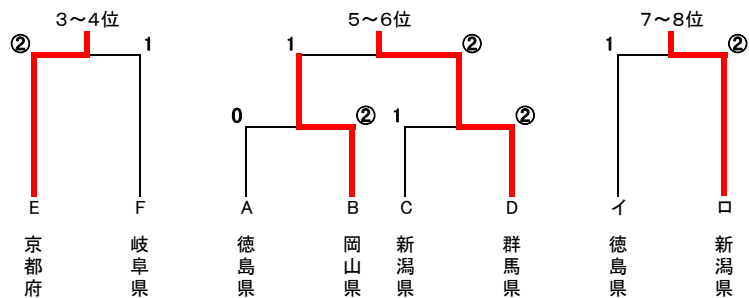 3～4位 5～6位 7～8位
② 1 1 ② 1 ②
0 ② 1 ②
E F A B C D イ ロ
京都府 岐阜県 徳島県 岡山県 新潟県 群馬県 徳島県 新潟県